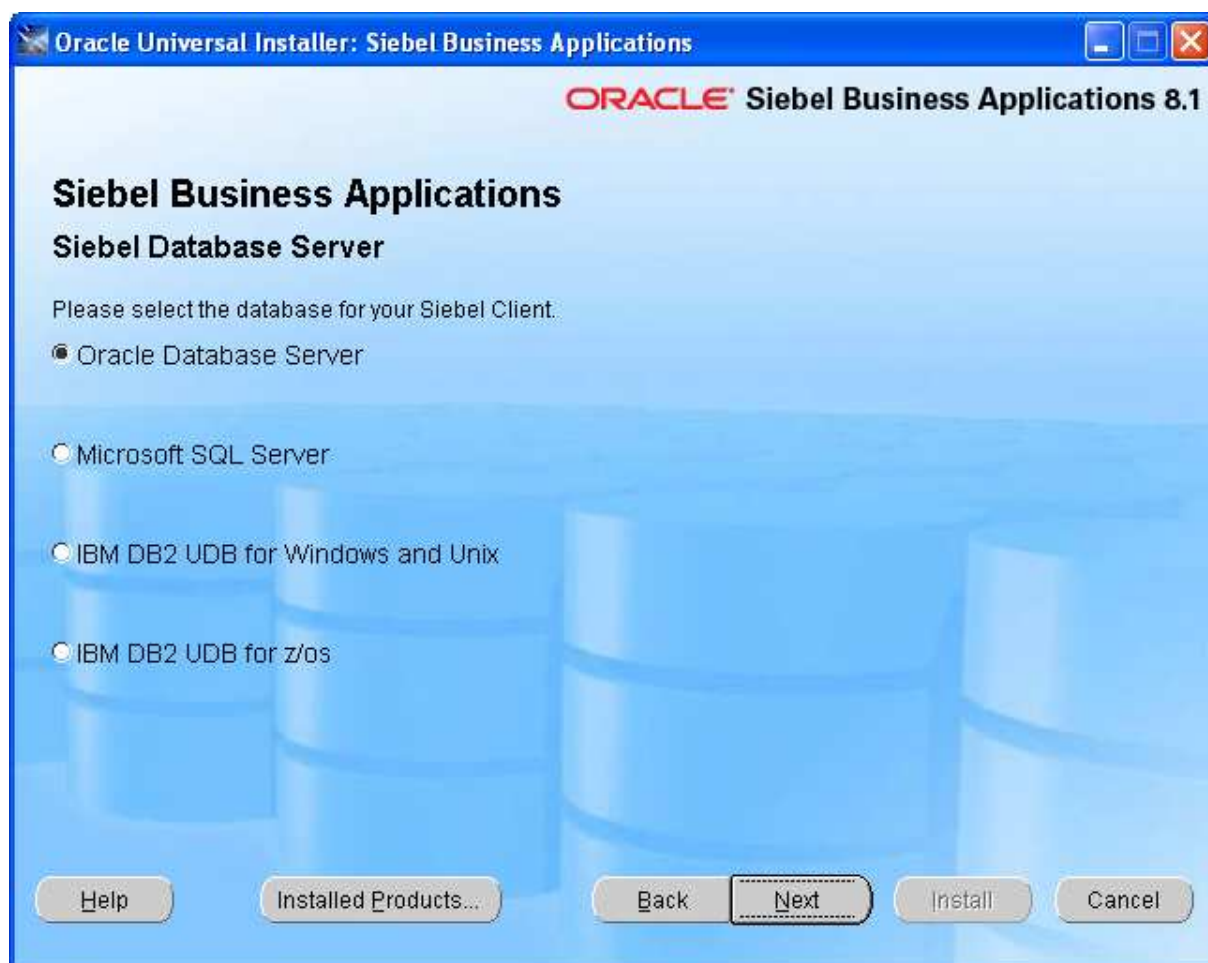 Oracle Universal Installer: Siebel Business Applications
ORACLE® Siebel Business Applications 8.1
Siebel Business Applications
Siebel Database Server
Please select the database for your Siebel Client.
Oracle Database Server
Microsoft SQL Server
IBM DB2 UDB for Windows and Unix
IBM DB2 UDB for z/os
Help Installed Products... Back Next Install Cancel